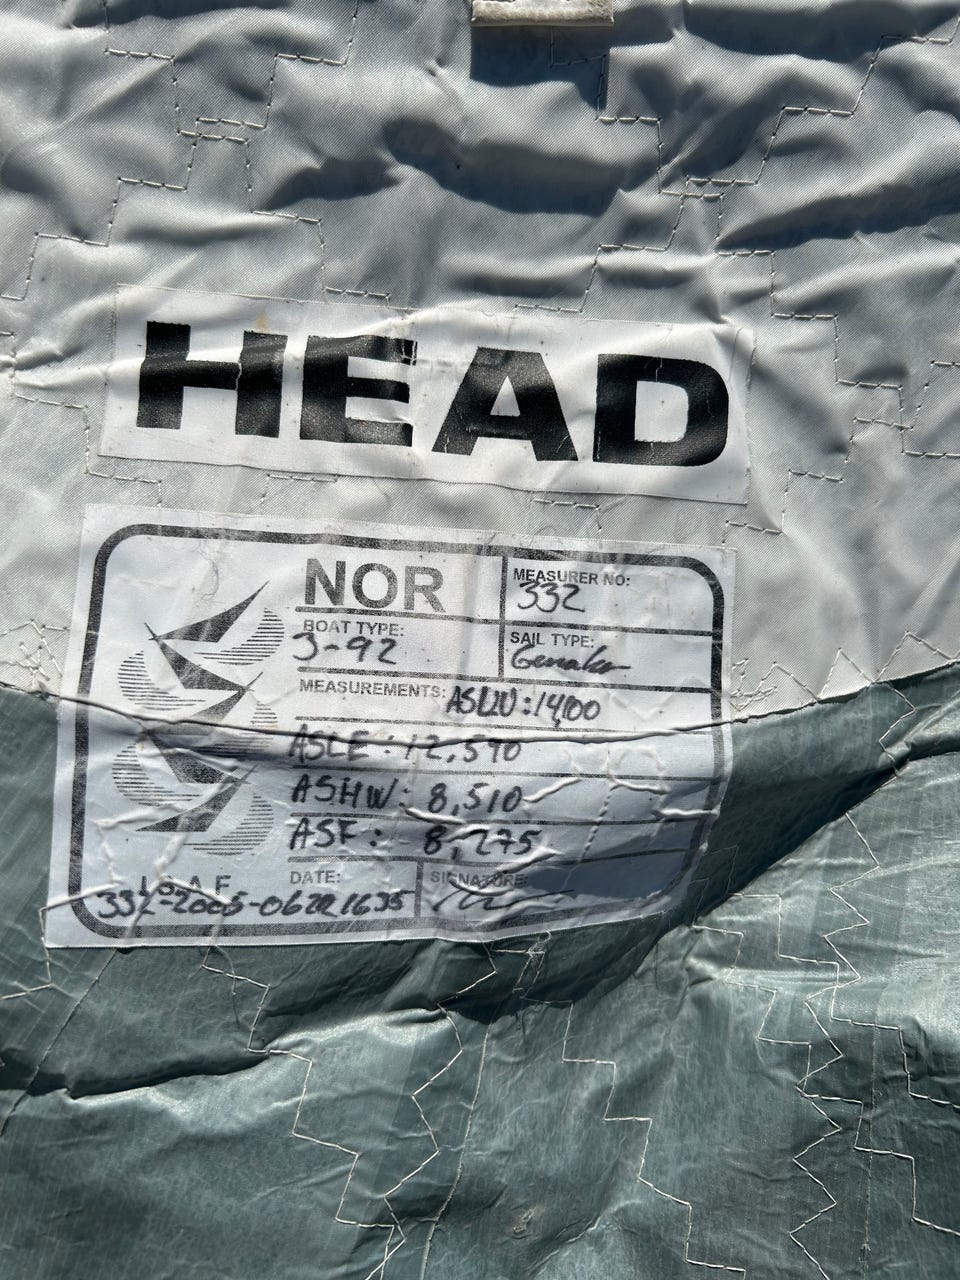 HEAD
NOR
MEASURER NO:
332
BOAT TYPE:
J-92
SAIL TYPE:
Genaker
MEASUREMENTS: ASLU: 14,100
ASLE: 12,590
ASHW: 8,510
ASF: 8,275
I S A F
DATE:
SIGNATURE: